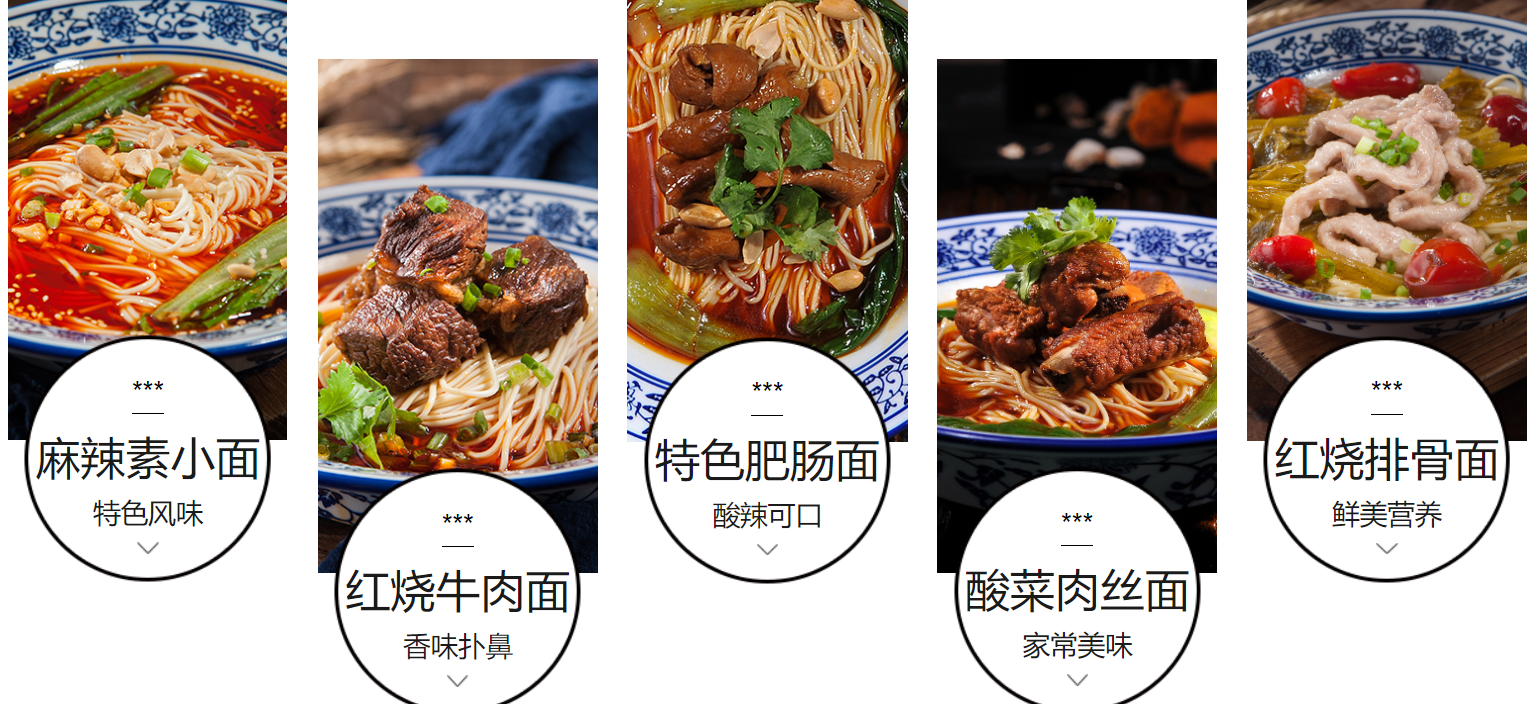 ***
麻辣素小面
特色风味
***
红烧牛肉面
香味扑鼻
***
特色肥肠面
酸辣可口
***
酸菜肉丝面
家常美味
***
红烧排骨面
鲜美营养